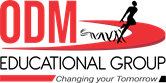 ODM
EDUCATIONAL GROUP
Changing your Tomorrow